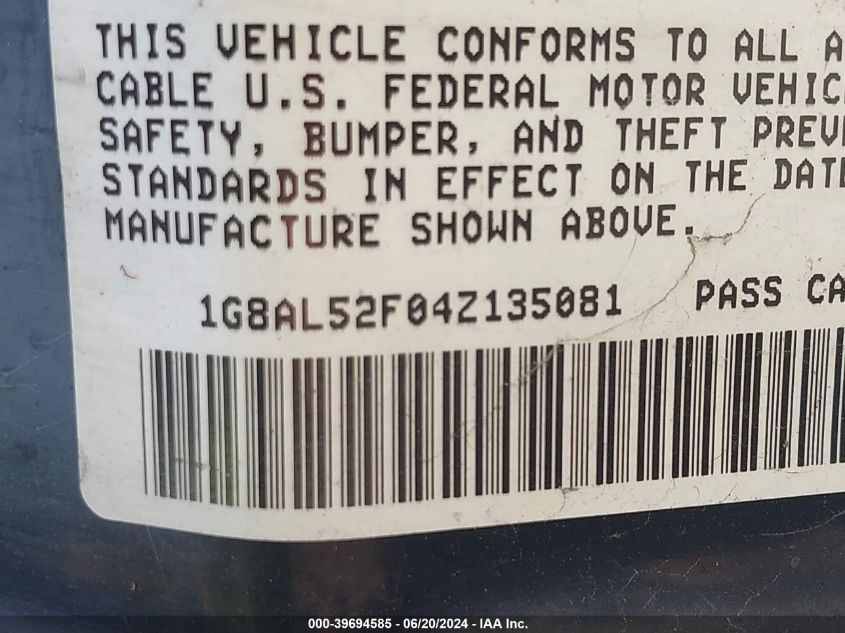 THIS VEHICLE CONFORMS TO ALL A
CABLE U.S. FEDERAL MOTOR VEHIC
SAFETY, BUMPER, AND THEFT PREV
STANDARDS IN EFFECT ON THE DATE
MANUFACTURE SHOWN ABOVE.
1G8AL52F04Z135081 PASS CA
000-39694585 - 06/20/2024 - IAA Inc.